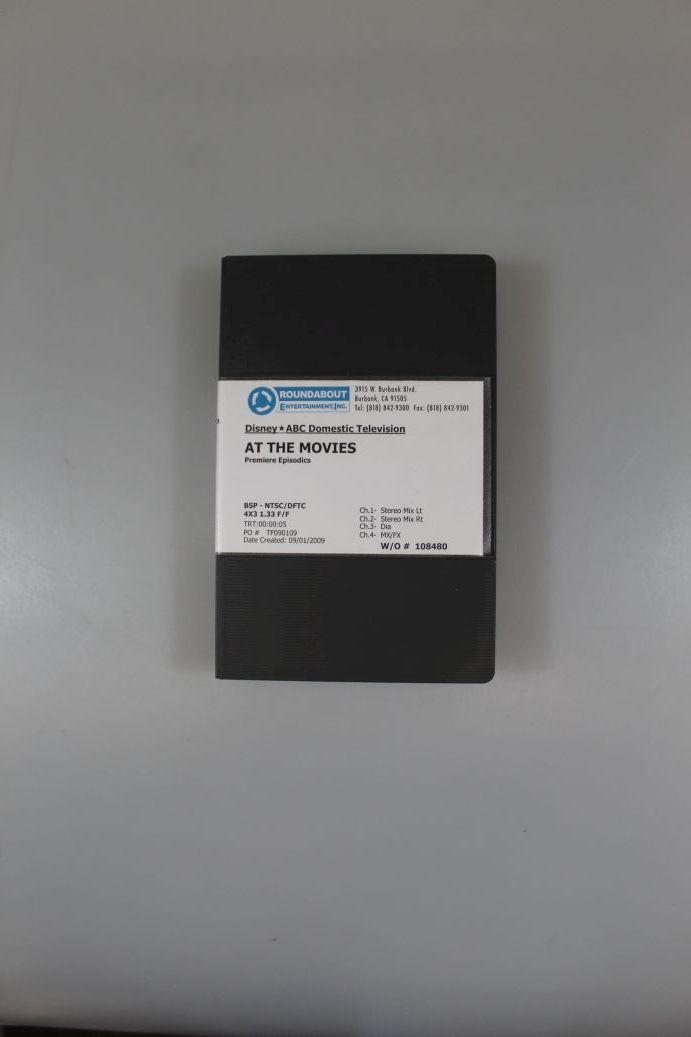 ROUNDABOUT
ENTERTAINMENT, INC.
3915 W. Burbank Blvd.
Burbank, CA 91505
Tel: (818) 842-9300 Fax: (818) 842-9301
Disney★ABC Domestic Television
AT THE MOVIES
Premiere Episodics
BSP - NTSC/DFTC
4X3 1.33 F/F
TRT:00:00:05
PO # TF090109
Date Created: 09/01/2009
Ch.1- Stereo Mix Lt
Ch.2- Stereo Mix Rt
Ch.3- Dia
Ch.4- MX/FX
W/O # 108480